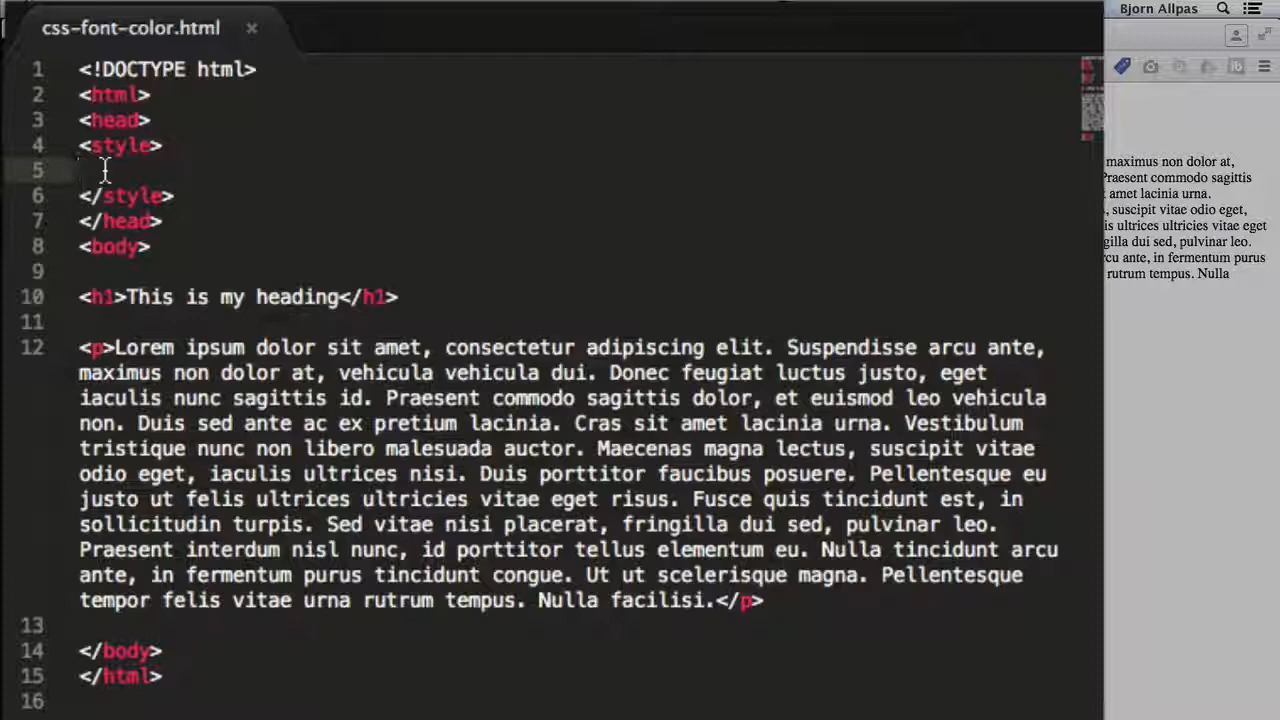 Bjorn Allpas
css-font-color.html ×
1 <!DOCTYPE html>
2 <html>
3 <head>
4 <style>
5
6 </style>
7 </head>
8 <body>
9
10 <h1>This is my heading</h1>
11
12 <p>Lorem ipsum dolor sit amet, consectetur adipiscing elit. Suspendisse arcu ante,
maximus non dolor at, vehicula vehicula dui. Donec feugiat luctus justo, eget
iaculis nunc sagittis id. Praesent commodo sagittis dolor, et euismod leo vehicula
non. Duis sed ante ac ex pretium lacinia. Cras sit amet lacinia urna. Vestibulum
tristique nunc non libero malesuada auctor. Maecenas magna lectus, suscipit vitae
odio eget, iaculis ultrices nisi. Duis porttitor faucibus posuere. Pellentesque eu
justo ut felis ultrices ultricies vitae eget risus. Fusce quis tincidunt est, in
sollicitudin turpis. Sed vitae nisi placerat, fringilla dui sed, pulvinar leo.
Praesent interdum nisl nunc, id porttitor tellus elementum eu. Nulla tincidunt arcu
ante, in fermentum purus tincidunt congue. Ut ut scelerisque magna. Pellentesque
tempor felis vitae urna rutrum tempus. Nulla facilisi.</p>
13
14 </body>
15 </html>
16
maximus non dolor at,
Praesent commodo sagittis
amet lacinia urna.
, suscipit vitae odio eget,
is ultrices ultricies vitae eget
gilla dui sed, pulvinar leo.
rcu ante, in fermentum purus
rutrum tempus. Nulla